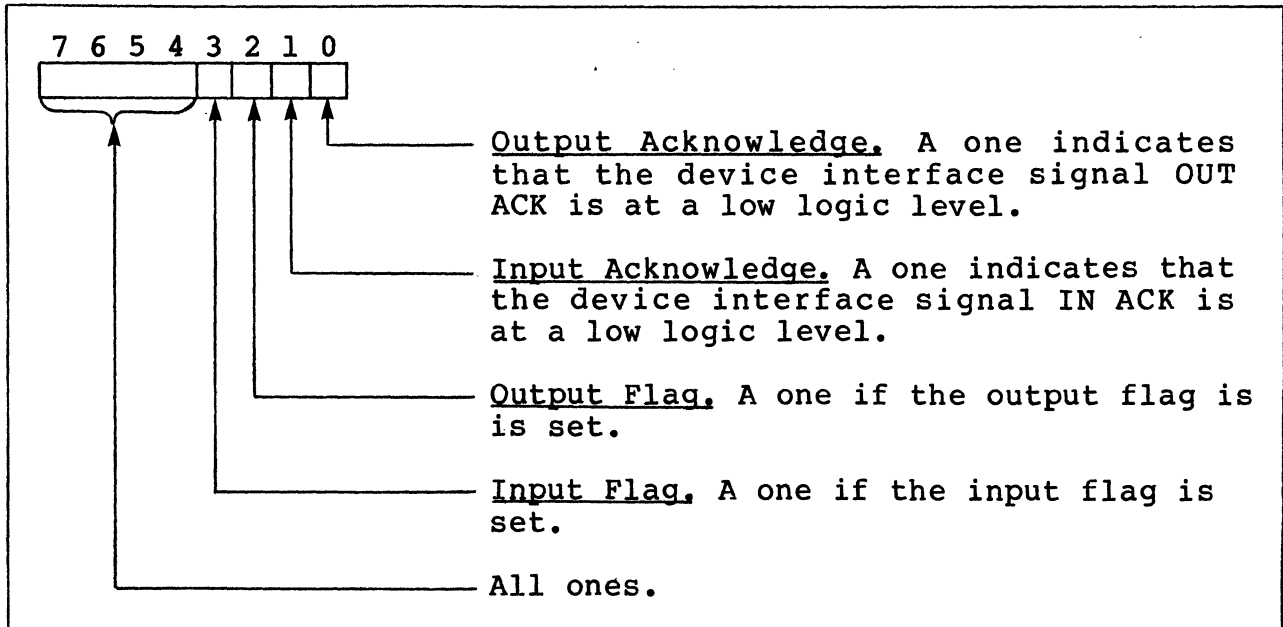 7 6 5 4 3 2 1 0
Output Acknowledge. A one indicates
that the device interface signal OUT
ACK is at a low logic level.
Input Acknowledge. A one indicates that
the device interface signal IN ACK is
at a low logic level.
Output Flag. A one if the output flag is
is set.
Input Flag. A one if the input flag is
set.
All ones.